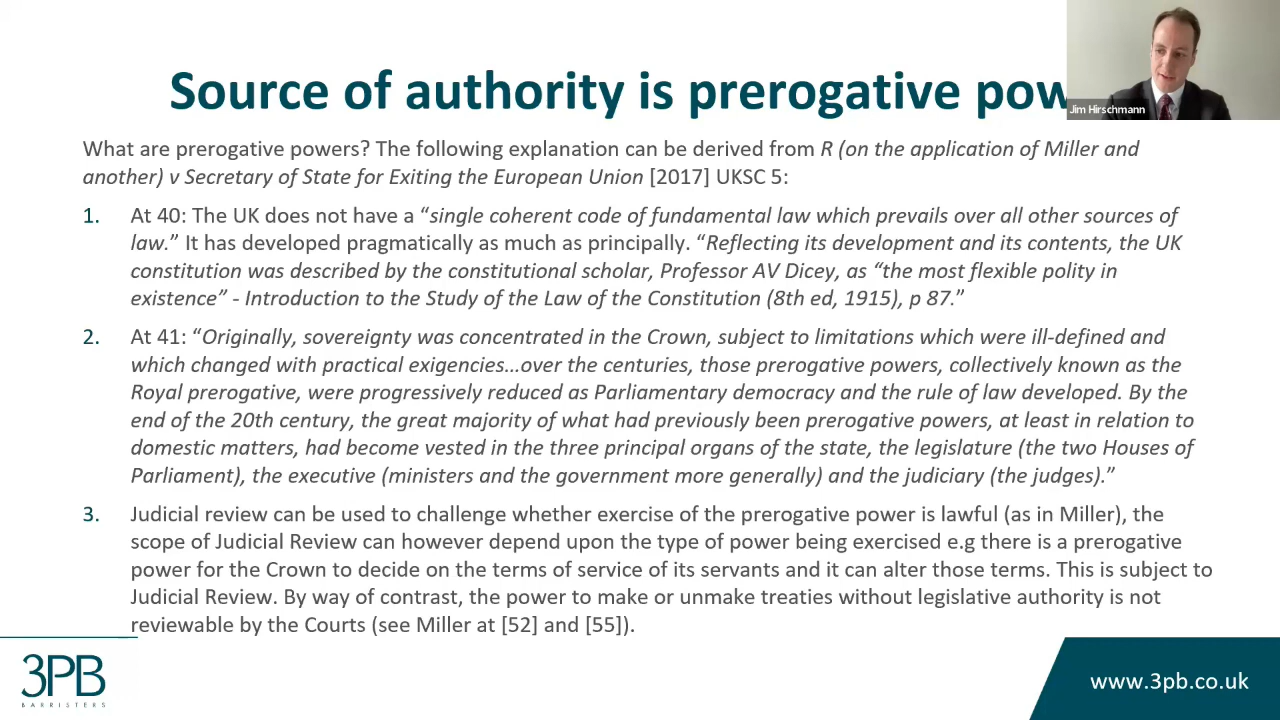 Source of authority is prerogative pow
Jim Hirschmann
What are prerogative powers? The following explanation can be derived from R (on the application of Miller and
another) v Secretary of State for Exiting the European Union [2017] UKSC 5:
1. At 40: The UK does not have a “single coherent code of fundamental law which prevails over all other sources of
law.” It has developed pragmatically as much as principally. “Reflecting its development and its contents, the UK
constitution was described by the constitutional scholar, Professor AV Dicey, as “the most flexible polity in
existence” - Introduction to the Study of the Law of the Constitution (8th ed, 1915), p 87.”
2. At 41: “Originally, sovereignty was concentrated in the Crown, subject to limitations which were ill-defined and
which changed with practical exigencies…over the centuries, those prerogative powers, collectively known as the
Royal prerogative, were progressively reduced as Parliamentary democracy and the rule of law developed. By the
end of the 20th century, the great majority of what had previously been prerogative powers, at least in relation to
domestic matters, had become vested in the three principal organs of the state, the legislature (the two Houses of
Parliament), the executive (ministers and the government more generally) and the judiciary (the judges).”
3. Judicial review can be used to challenge whether exercise of the prerogative power is lawful (as in Miller), the
scope of Judicial Review can however depend upon the type of power being exercised e.g there is a prerogative
power for the Crown to decide on the terms of service of its servants and it can alter those terms. This is subject to
Judicial Review. By way of contrast, the power to make or unmake treaties without legislative authority is not
reviewable by the Courts (see Miller at [52] and [55]).
3PB
BARRISTERS
www.3pb.co.uk